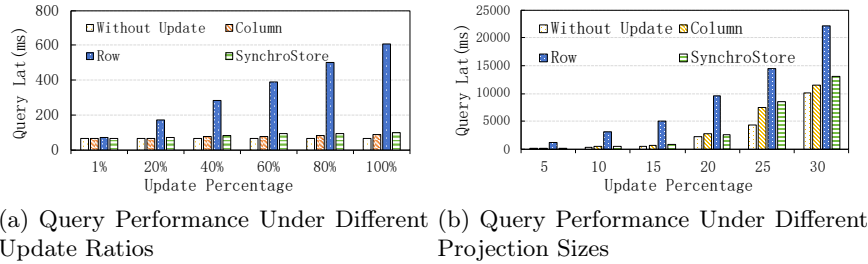 Query Lat(ms)
800
600
400
200
0
Without Update
Column
Row
SynchroStore
1%
20%
40%
60%
80%
100%
Update Percentage
Query Lat(ms)
25000
20000
15000
10000
5000
0
Without Update
Column
Row
SynchroStore
5
10
15
20
25
30
Update Percentage
(a) Query Performance Under Different
Update Ratios
(b) Query Performance Under Different
Projection Sizes